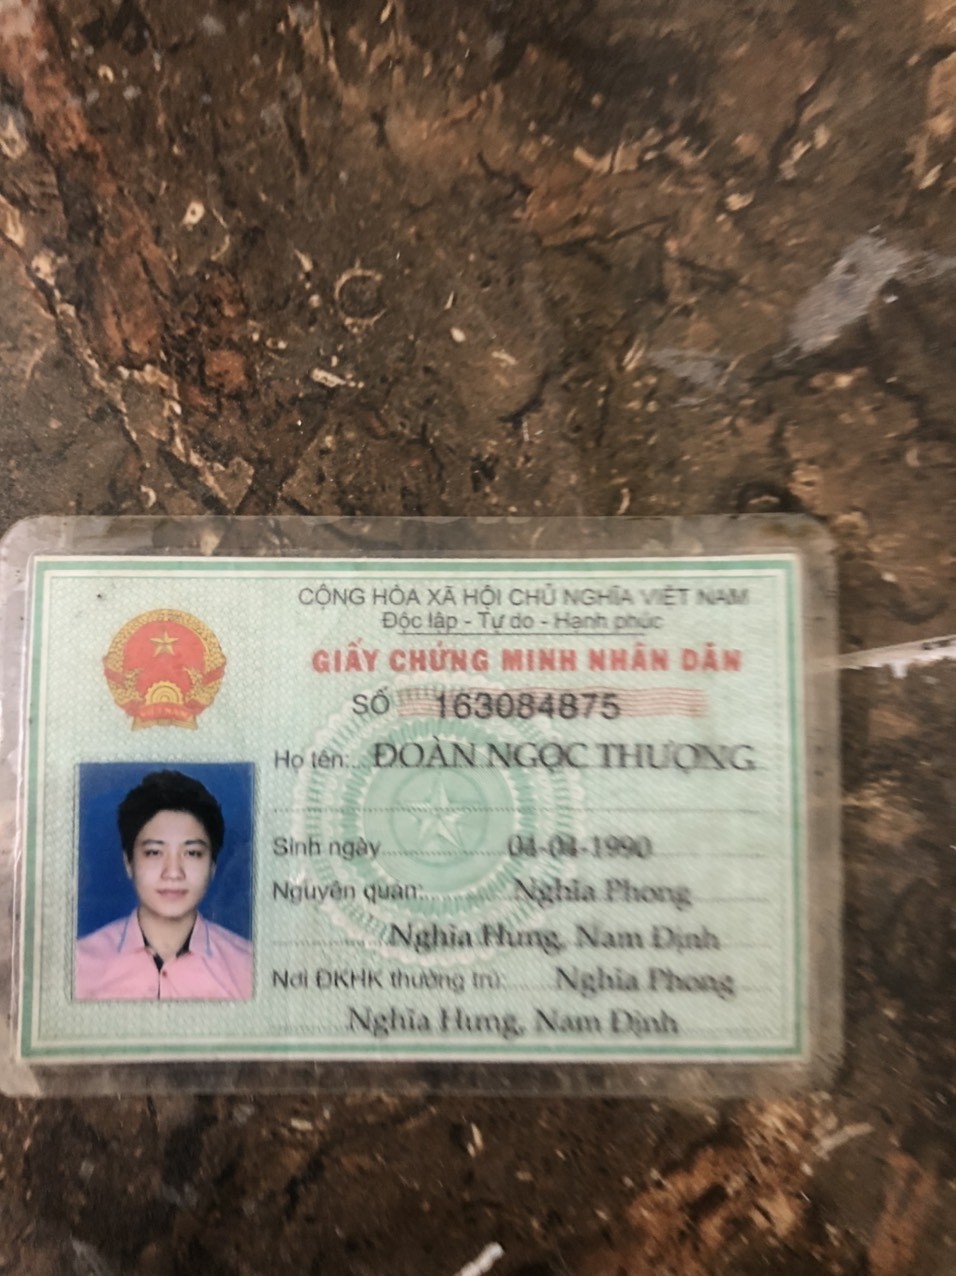 CỘNG HÒA XÃ HỘI CHỦ NGHĨA VIỆT NAM
Độc lập - Tự do - Hạnh phúc
GIẤY CHỨNG MINH NHÂN DÂN
SỐ 163084875
Họ tên: ĐOÀN NGỌC THƯỢNG
Sinh ngày 04-04-1990
Nguyên quán: Nghĩa Phong
Nghĩa Hưng, Nam Định
Nơi ĐKHK thường trú: Nghĩa Phong
Nghĩa Hưng, Nam Định